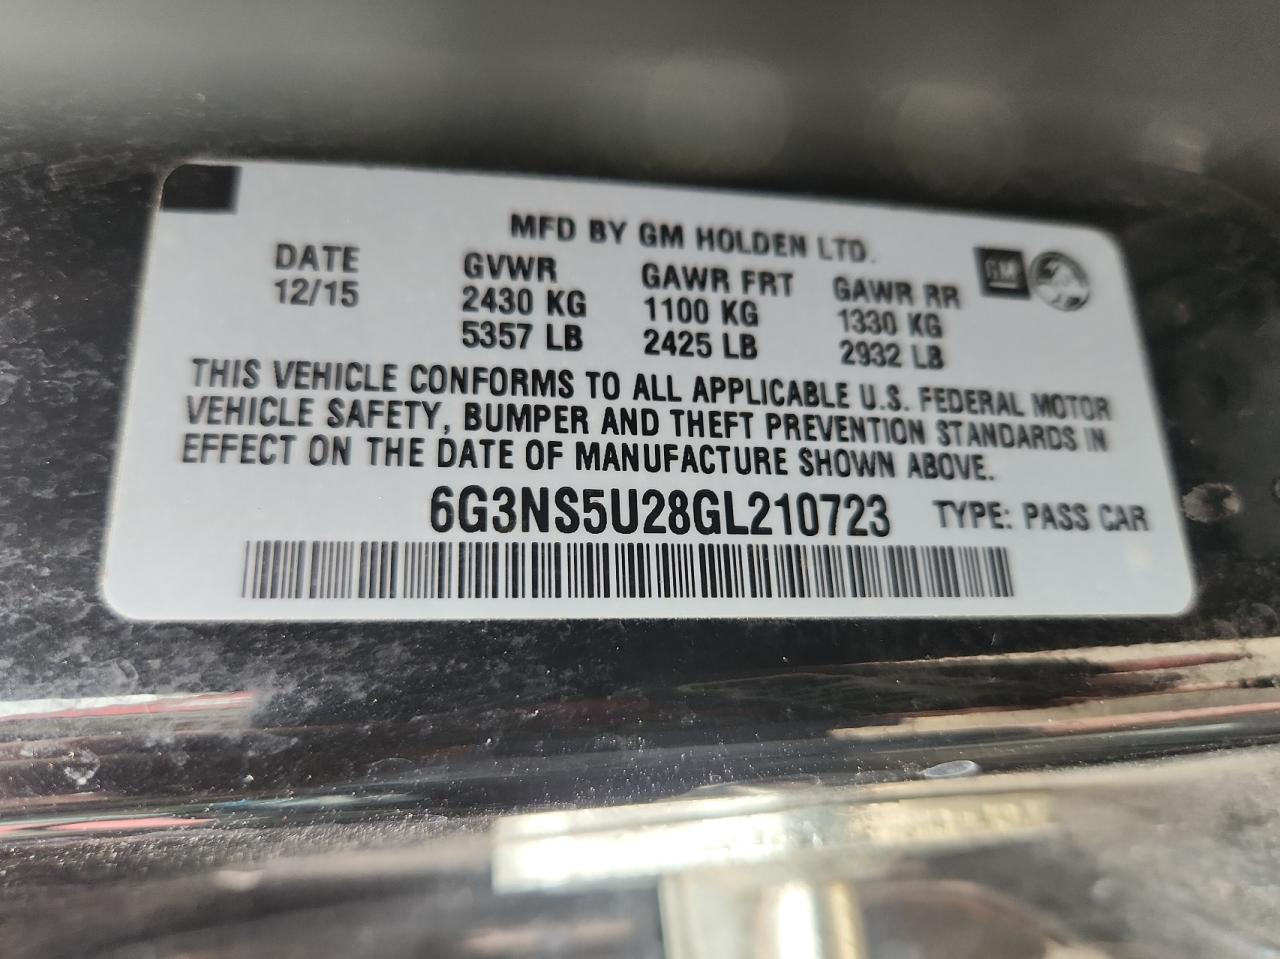 MFD BY GM HOLDEN LTD.
DATE GVWR GAWR FRT GAWR RR GM
12/15 2430 KG 1100 KG 1330 KG
5357 LB 2425 LB 2932 LB
THIS VEHICLE CONFORMS TO ALL APPLICABLE U.S. FEDERAL MOTOR
VEHICLE SAFETY, BUMPER AND THEFT PREVENTION STANDARDS IN
EFFECT ON THE DATE OF MANUFACTURE SHOWN ABOVE.
6G3NS5U28GL210723 TYPE: PASS CAR